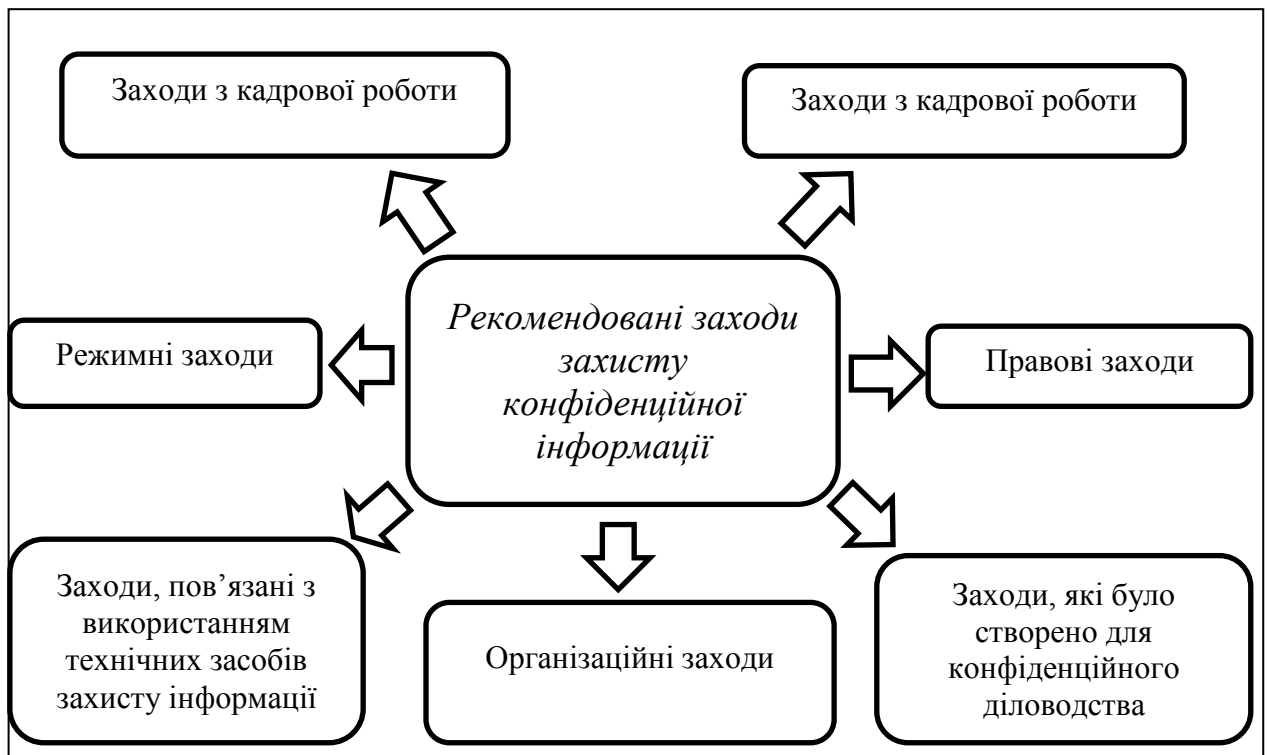 Заходи з кадрової роботи
Заходи з кадрової роботи
Рекомендовані заходи
захисту
конфіденційної
інформації
Режимні заходи
Правові заходи
Заходи, пов’язані з
використанням
технічних засобів
захисту інформації
Організаційні заходи
Заходи, які було
створено для
конфіденційного
діловодства